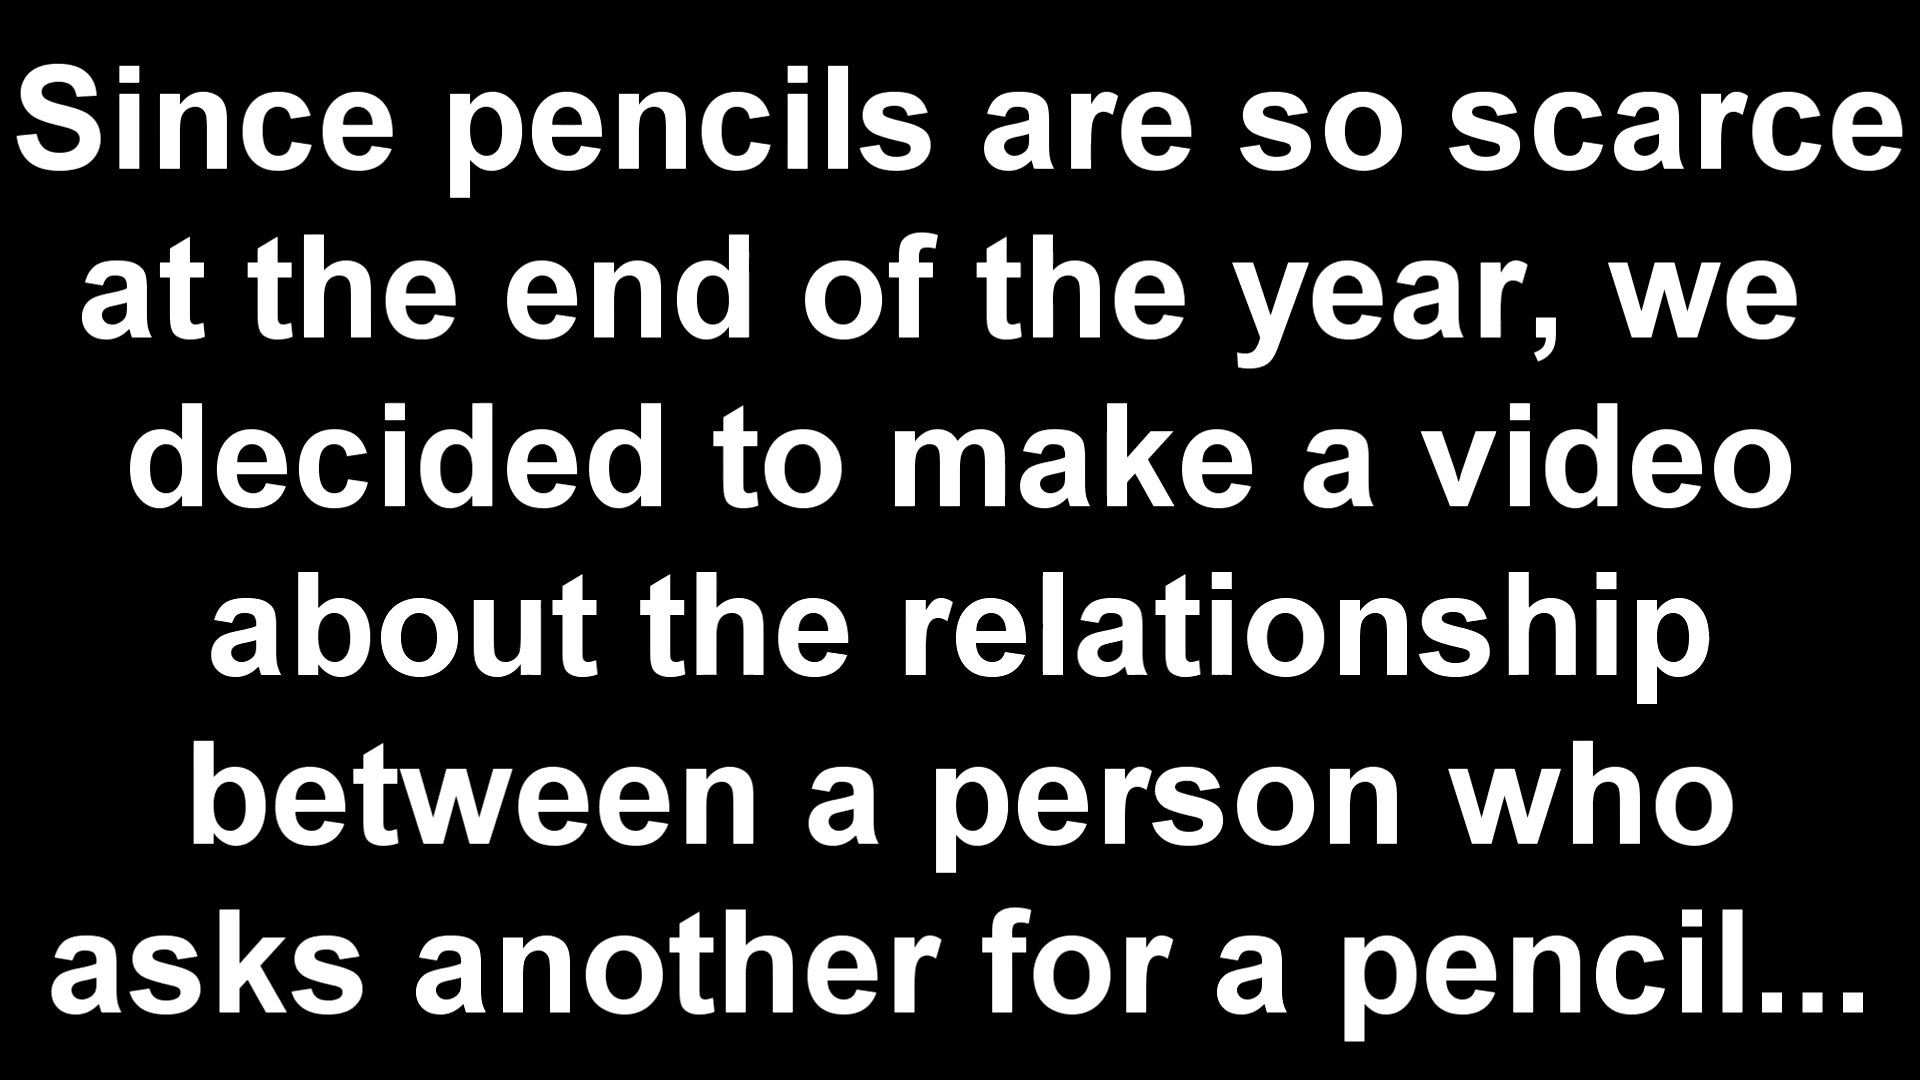 Since pencils are so scarce
at the end of the year, we
decided to make a video
about the relationship
between a person who
asks another for a pencil...